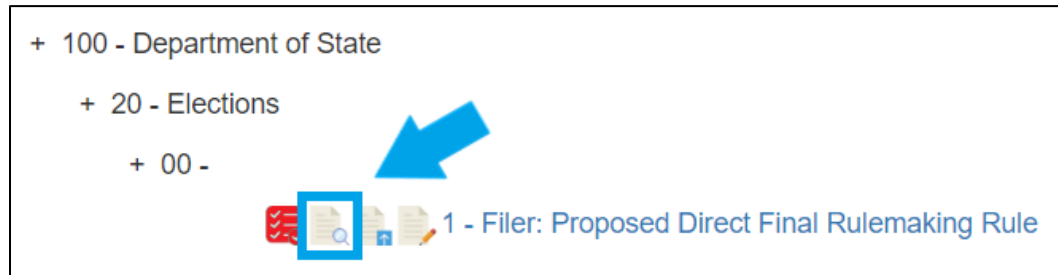 + 100 - Department of State
+ 20 - Elections
+ 00 -
1 - Filer: Proposed Direct Final Rulemaking Rule